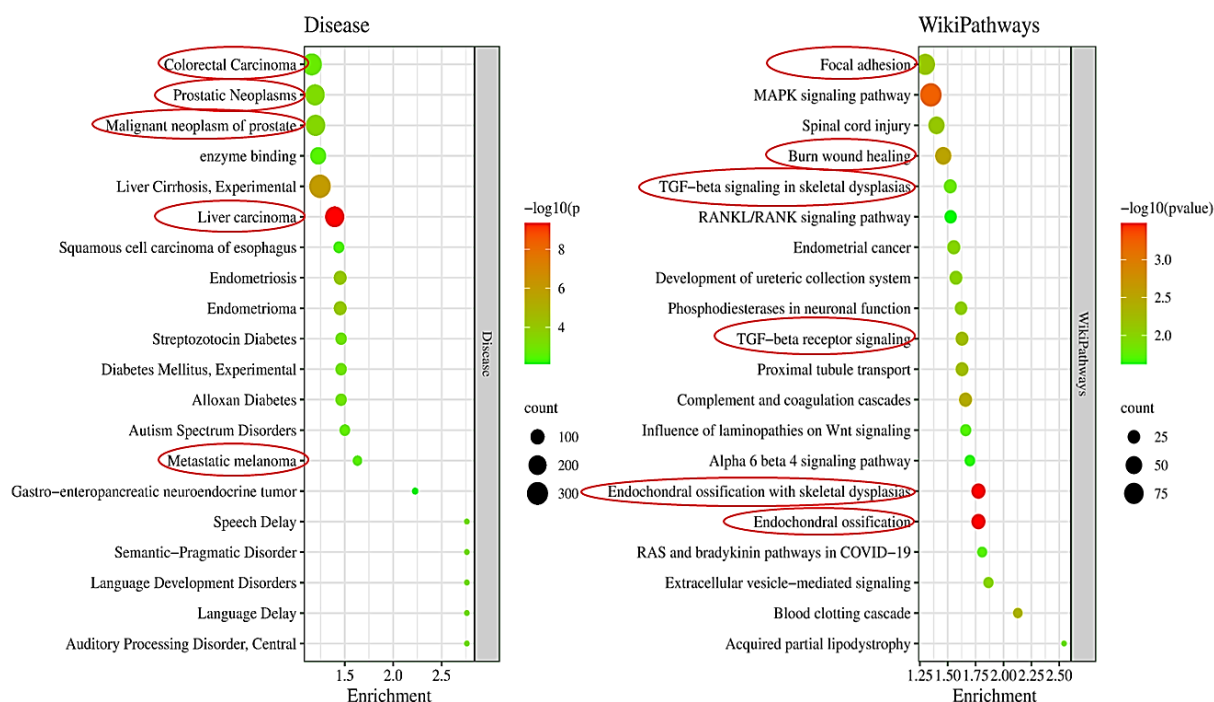 Disease
Colorectal Carcinoma
Prostatic Neoplasms
Malignant neoplasm of prostate
enzyme binding
Liver Cirrhosis, Experimental
Liver carcinoma
Squamous cell carcinoma of esophagus
Endometriosis
Endometrioma
Streptozotocin Diabetes
Diabetes Mellitus, Experimental
Alloxan Diabetes
Autism Spectrum Disorders
Metastatic melanoma
Gastro−enteropancreatic neuroendocrine tumor
Speech Delay
Semantic−Pragmatic Disorder
Language Development Disorders
Language Delay
Auditory Processing Disorder, Central
1.5 2.0 2.5
Enrichment
Disease
−log10(p
8
6
4
count
100
200
300
WikiPathways
Focal adhesion
MAPK signaling pathway
Spinal cord injury
Burn wound healing
TGF−beta signaling in skeletal dysplasias
RANKL/RANK signaling pathway
Endometrial cancer
Development of ureteric collection system
Phosphodiesterases in neuronal function
TGF−beta receptor signaling
Proximal tubule transport
Complement and coagulation cascades
Influence of laminopathies on Wnt signaling
Alpha 6 beta 4 signaling pathway
Endochondral ossification with skeletal dysplasias
Endochondral ossification
RAS and bradykinin pathways in COVID−19
Extracellular vesicle−mediated signaling
Blood clotting cascade
Acquired partial lipodystrophy
1.25 1.50 1.75 2.00 2.25 2.50
Enrichment
WikiPathways
−log10(pvalue)
3.0
2.5
2.0
count
25
50
75